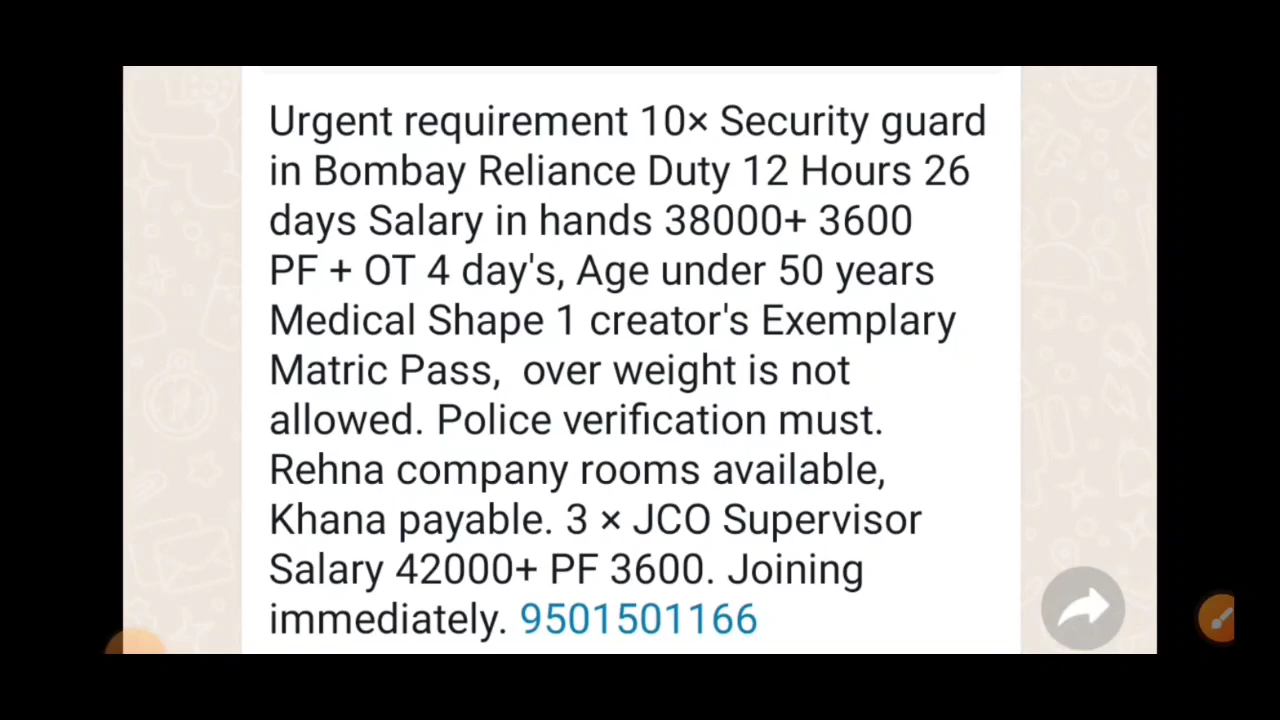 Urgent requirement 10× Security guard
in Bombay Reliance Duty 12 Hours 26
days Salary in hands 38000+ 3600
PF + OT 4 day's, Age under 50 years
Medical Shape 1 creator's Exemplary
Matric Pass,  over weight is not
allowed. Police verification must.
Rehna company rooms available,
Khana payable. 3 × JCO Supervisor
Salary 42000+ PF 3600. Joining
immediately. 9501501166